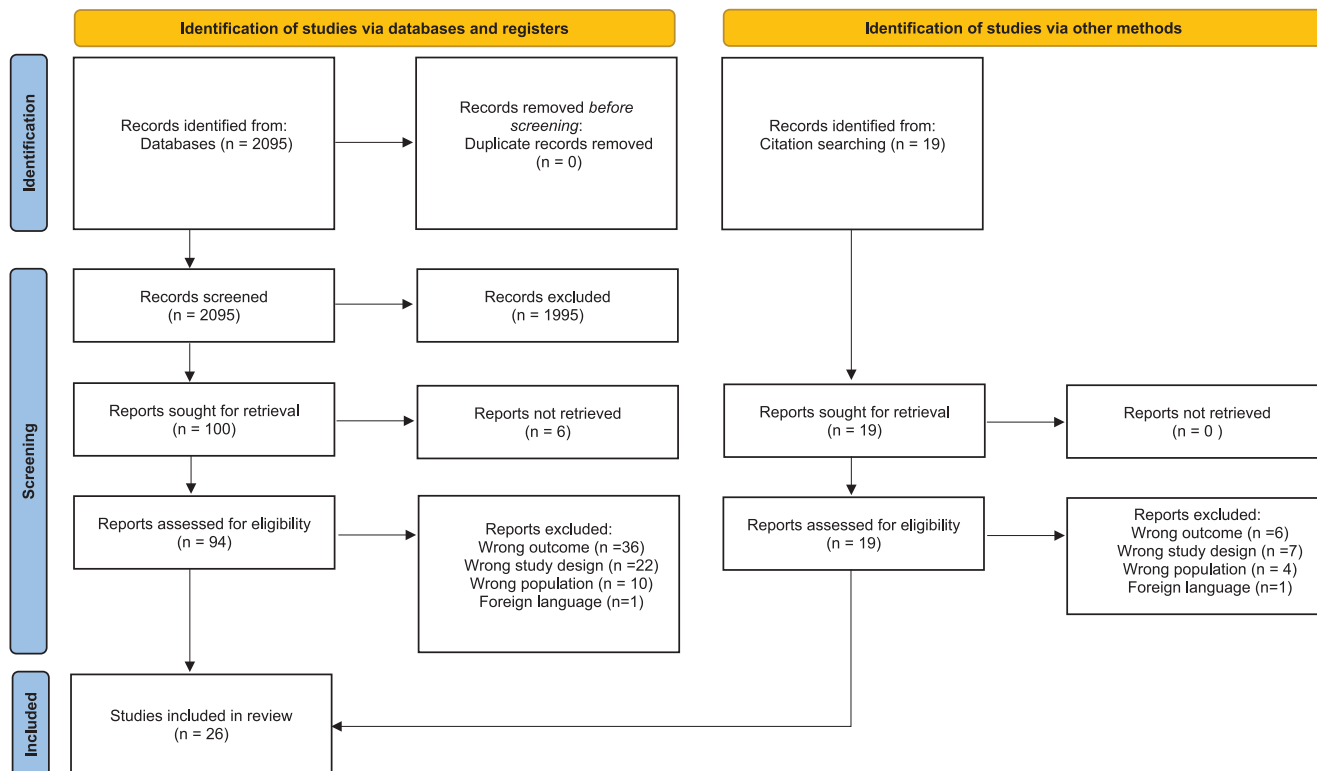 Identification of studies via databases and registers
Identification of studies via other methods
Identification
Records identified from:
Databases (n = 2095)
Records removed before
screening:
Duplicate records removed
(n = 0)
Records identified from:
Citation searching (n = 19)
Screening
Records screened
(n = 2095)
Records excluded
(n = 1995)
Reports sought for retrieval
(n = 100)
Reports not retrieved
(n = 6)
Reports sought for retrieval
(n = 19)
Reports not retrieved
(n = 0 )
Reports assessed for eligibility
(n = 94)
Reports excluded:
Wrong outcome (n =36)
Wrong study design (n =22)
Wrong population (n = 10)
Foreign language (n=1)
Reports assessed for eligibility
(n = 19)
Reports excluded:
Wrong outcome (n =6)
Wrong study design (n =7)
Wrong population (n = 4)
Foreign language (n=1)
Included
Studies included in review
(n = 26)